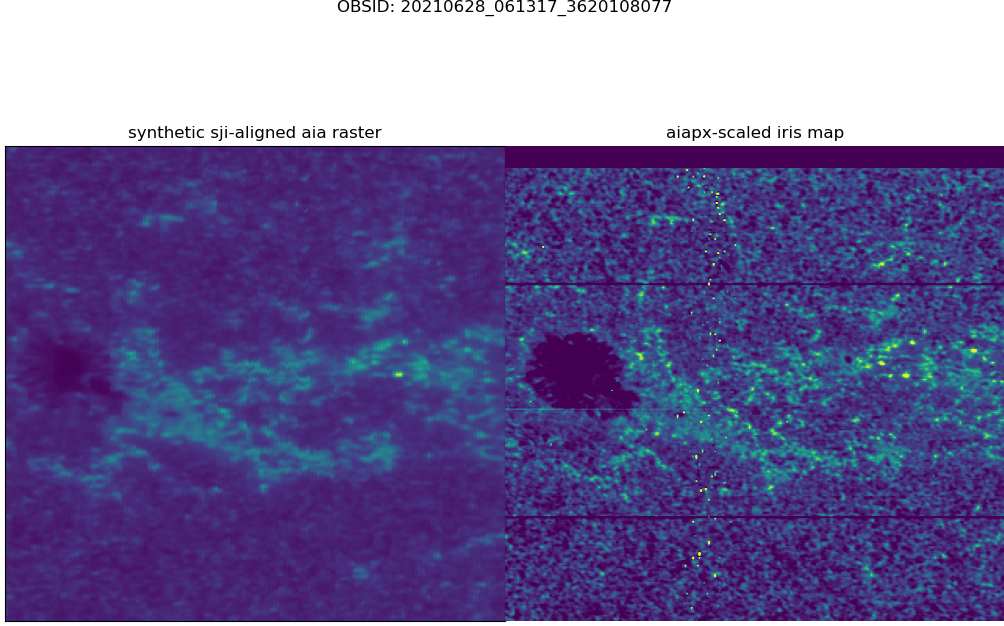 OBSID: 20210628_061317_3620108077
synthetic sji-aligned aia raster
aiapx-scaled iris map